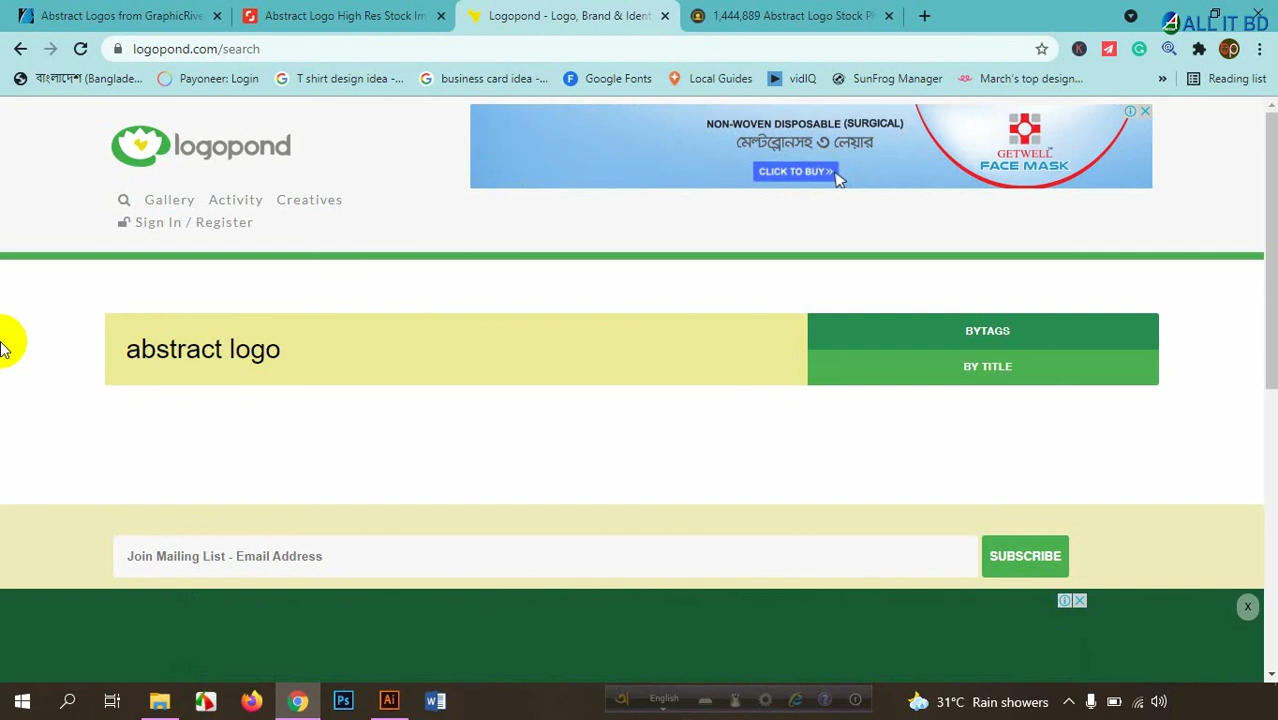 Abstract Logos from GraphicRive
Abstract Logo High Res Stock Im
Logopond - Logo, Brand & Ident
1,444,889 Abstract Logo Stock Ph
ALL IT BD
logopond.com/search
বাংলাদেশ (Banglade...
Payoneer: Login
T shirt design idea -...
business card idea -...
Google Fonts
Local Guides
vidIQ
SunFrog Manager
March's top design...
Reading list
logopond
NON-WOVEN DISPOSABLE (SURGICAL)
মেল্টব্লোনসহ ৩ লেয়ার
CLICK TO BUY»
GETWELL
FACE MASK
Gallery Activity Creatives
Sign In / Register
abstract logo
BYTAGS
BY TITLE
Join Mailing List - Email Address
SUBSCRIBE
X
Ps
Ai
W
English
31°C Rain showers